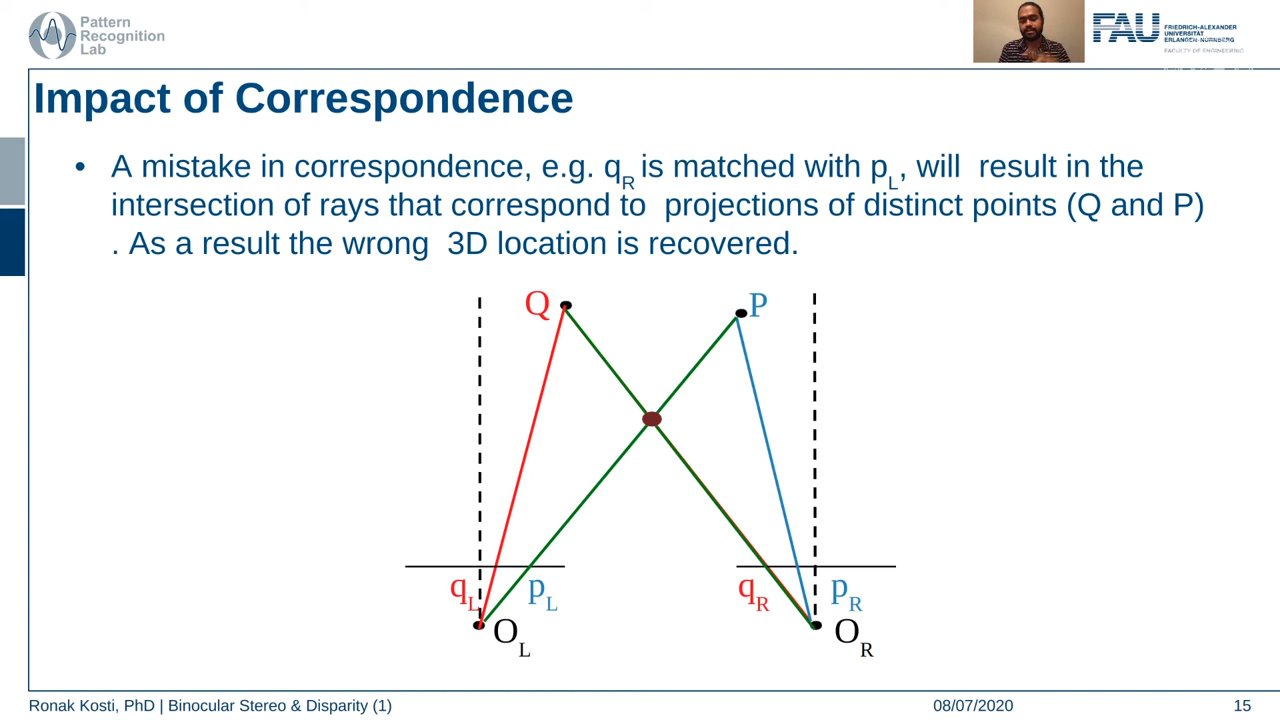 Pattern
Recognition
Lab
FAU
FRIEDRICH-ALEXANDER
UNIVERSITÄT
ERLANGEN-NÜRNBERG
FACULTY OF ENGINEERING
Impact of Correspondence
• A mistake in correspondence, e.g. qR is matched with pL, will result in the
intersection of rays that correspond to projections of distinct points (Q and P)
. As a result the wrong 3D location is recovered.
Q P
qL pL qR pR
OL OR
Ronak Kosti, PhD | Binocular Stereo & Disparity (1) 08/07/2020 15